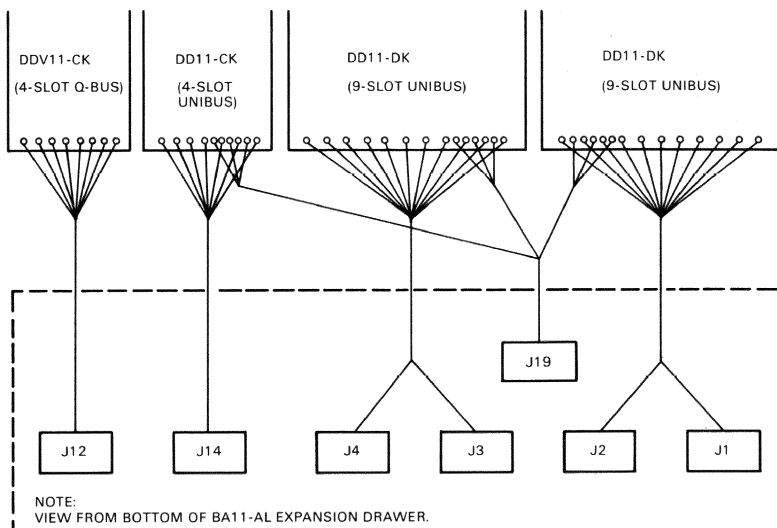 DDV11-CK
(4-SLOT Q-BUS)
DD11-CK
(4-SLOT
UNIBUS)
DD11-DK
(9-SLOT UNIBUS)
DD11-DK
(9-SLOT UNIBUS)
J19
J12
J14
J4
J3
J2
J1
NOTE:
VIEW FROM BOTTOM OF BA11-AL EXPANSION DRAWER.